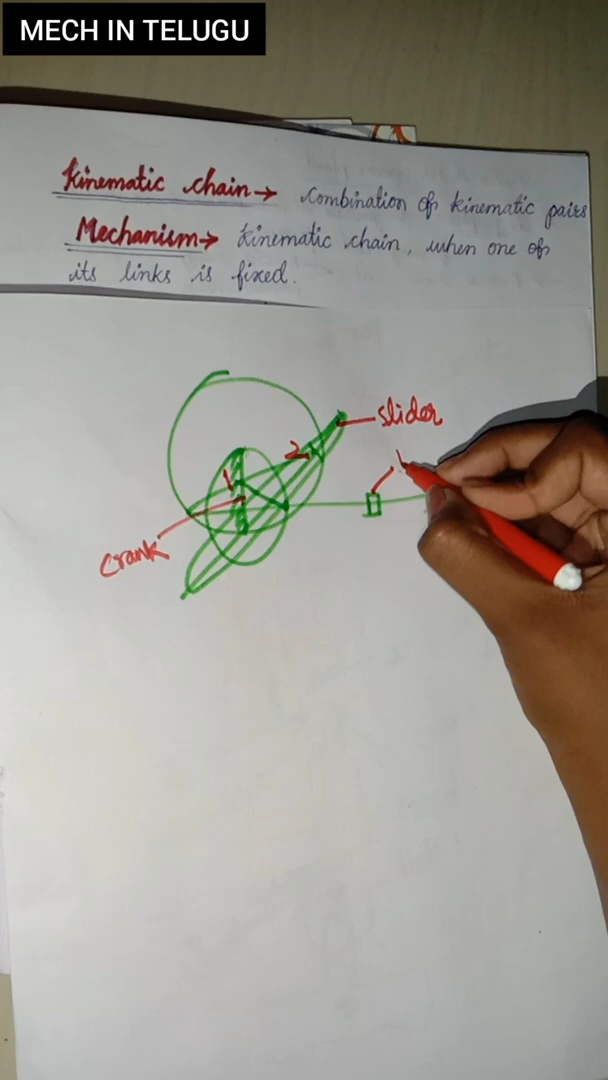 MECH IN TELUGU
Kinematic chain→ Combination of kinematic pairs
Mechanism→ Kinematic chain, when one of
its links is fixed.
slider
2
1
crank